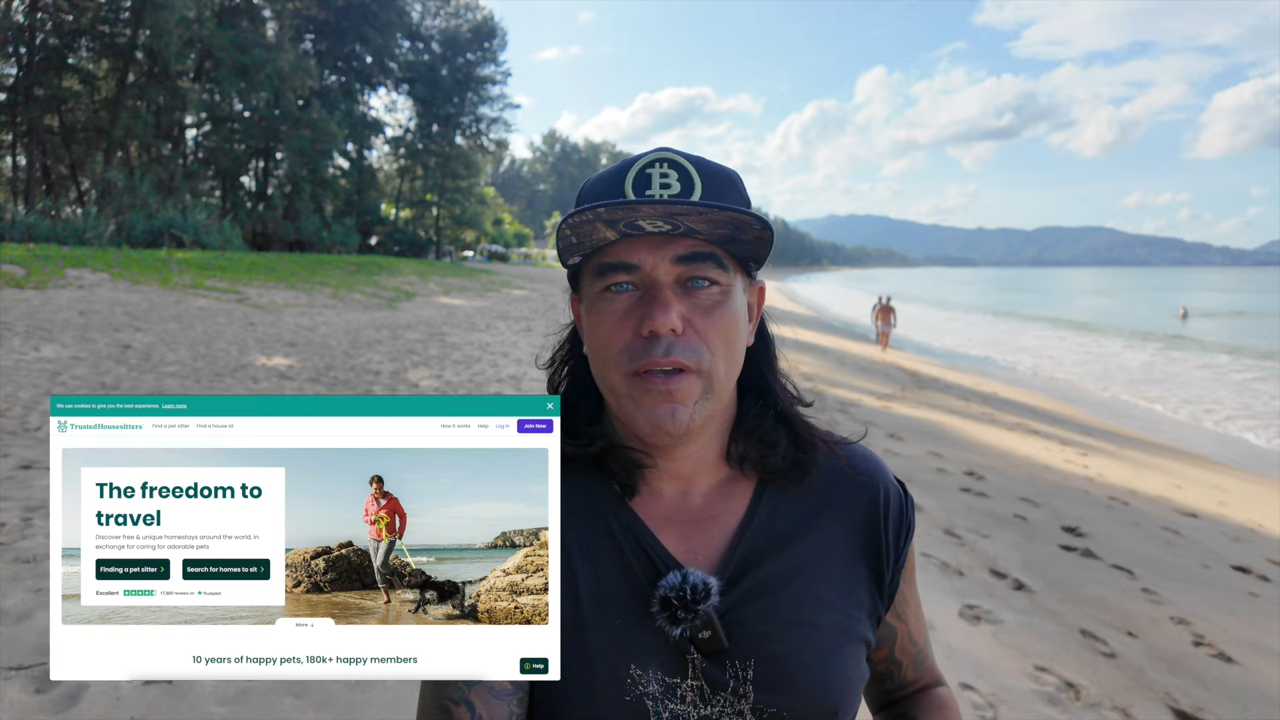 We use cookies to give you the best experience. Learn more
TrustedHousesitters
Find a pet sitter
Find a house sit
How it works
Help
Log in
Join Now
The freedom to
travel
Discover free & unique homestays around the world, in
exchange for caring for adorable pets
Finding a pet sitter
Search for homes to sit
Excellent
reviews on
Trustpilot
More
10 years of happy pets, 180k+ happy members
Help
dji